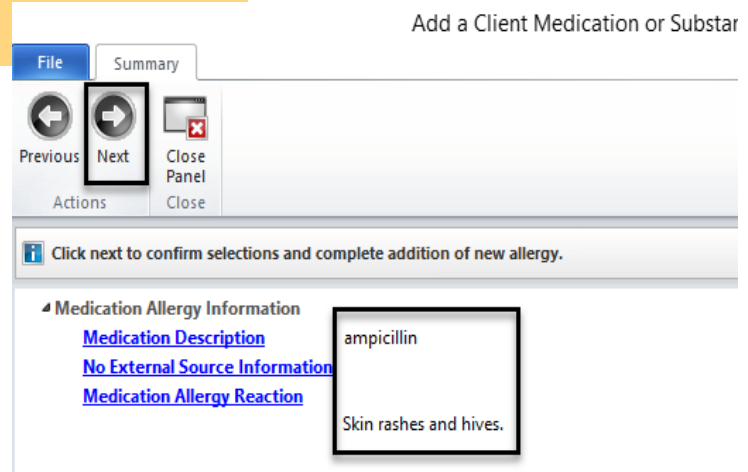 Add a Client Medication or Substan
File Summary
Previous Next Close Panel
Actions Close
Click next to confirm selections and complete addition of new allergy.
Medication Allergy Information
Medication Description ampicillin
No External Source Information
Medication Allergy Reaction
Skin rashes and hives.